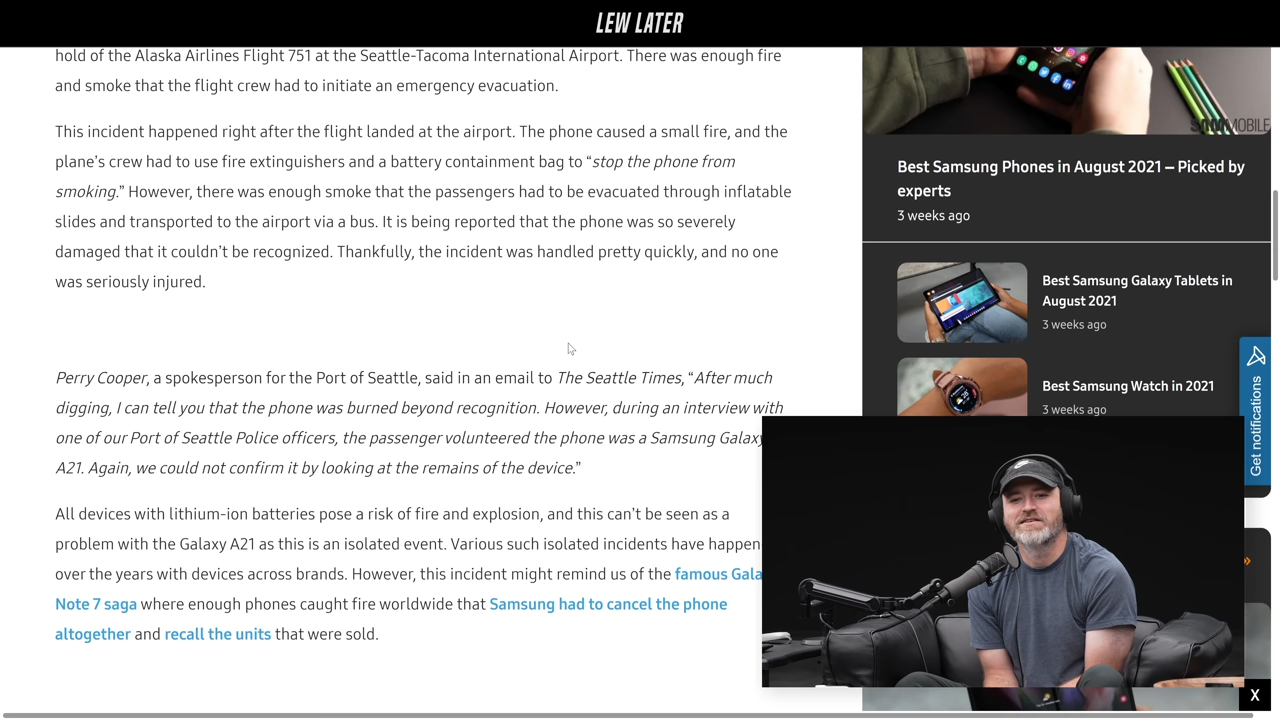 LEW LATER
hold of the Alaska Airlines Flight 751 at the Seattle-Tacoma International Airport. There was enough fire
and smoke that the flight crew had to initiate an emergency evacuation.
This incident happened right after the flight landed at the airport. The phone caused a small fire, and the
plane's crew had to use fire extinguishers and a battery containment bag to “stop the phone from
smoking.” However, there was enough smoke that the passengers had to be evacuated through inflatable
slides and transported to the airport via a bus. It is being reported that the phone was so severely
damaged that it couldn't be recognized. Thankfully, the incident was handled pretty quickly, and no one
was seriously injured.
Perry Cooper, a spokesperson for the Port of Seattle, said in an email to The Seattle Times, “After much
digging, I can tell you that the phone was burned beyond recognition. However, during an interview with
one of our Port of Seattle Police officers, the passenger volunteered the phone was a Samsung Galaxy
A21. Again, we could not confirm it by looking at the remains of the device.”
All devices with lithium-ion batteries pose a risk of fire and explosion, and this can't be seen as a
problem with the Galaxy A21 as this is an isolated event. Various such isolated incidents have happen
over the years with devices across brands. However, this incident might remind us of the famous Gala
Note 7 saga where enough phones caught fire worldwide that Samsung had to cancel the phone
altogether and recall the units that were sold.
MOBILE
Best Samsung Phones in August 2021 – Picked by
experts
3 weeks ago
Best Samsung Galaxy Tablets in
August 2021
3 weeks ago
Best Samsung Watch in 2021
3 weeks ago
Get notifications
X